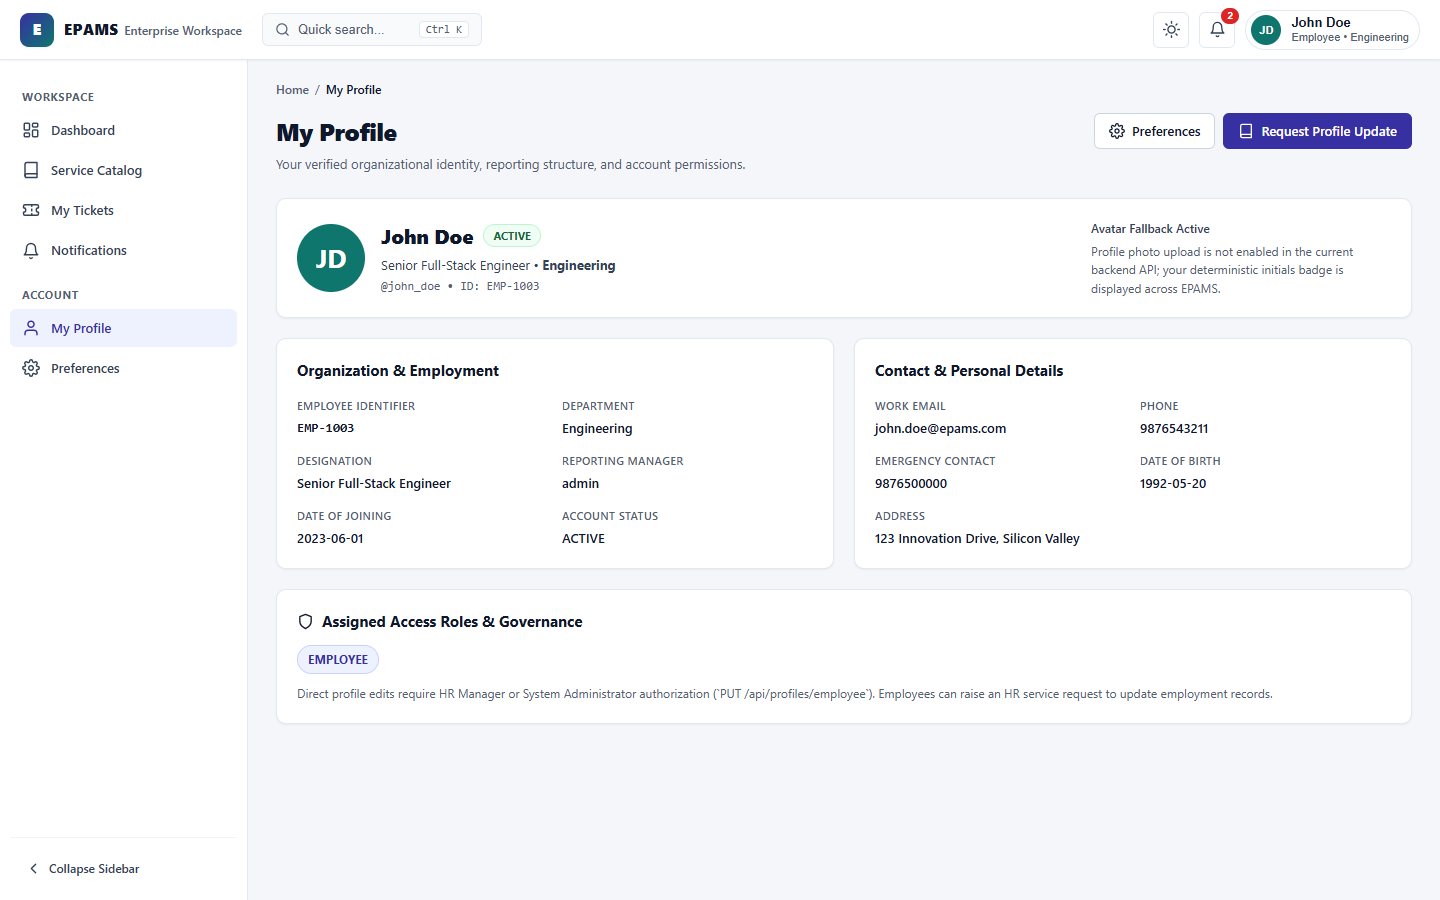 E EPAMS Enterprise Workspace Quick search... Ctrl K 2 JD John Doe
Employee • Engineering
WORKSPACE
Dashboard
Service Catalog
My Tickets
Notifications
ACCOUNT
My Profile
Preferences
Collapse Sidebar
Home / My Profile
My Profile
Preferences
Request Profile Update
Your verified organizational identity, reporting structure, and account permissions.
JD
John Doe ACTIVE
Senior Full-Stack Engineer • Engineering
@john_doe • ID: EMP-1003
Avatar Fallback Active
Profile photo upload is not enabled in the current
backend API; your deterministic initials badge is
displayed across EPAMS.
Organization & Employment
EMPLOYEE IDENTIFIER
EMP-1003
DEPARTMENT
Engineering
DESIGNATION
Senior Full-Stack Engineer
REPORTING MANAGER
admin
DATE OF JOINING
2023-06-01
ACCOUNT STATUS
ACTIVE
Contact & Personal Details
WORK EMAIL
john.doe@epams.com
PHONE
9876543211
EMERGENCY CONTACT
9876500000
DATE OF BIRTH
1992-05-20
ADDRESS
123 Innovation Drive, Silicon Valley
Assigned Access Roles & Governance
EMPLOYEE
Direct profile edits require HR Manager or System Administrator authorization (`PUT /api/profiles/employee`). Employees can raise an HR service request to update employment records.